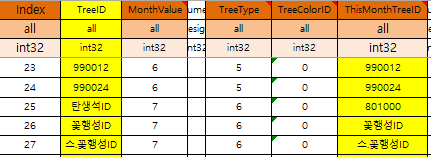 Index TreeID MonthValue ume TreeType TreeColorID ThisMonthTreeID
all all all esig all all all
int32 int32 int32 int3 int32 int32 int32
23 990012 6 5 0 990012
24 990024 6 5 0 990024
25 탄생석ID 7 6 0 801000
26 꽃행성ID 7 6 0 꽃행성ID
27 스.꽃행성ID 7 6 0 스.꽃행성ID